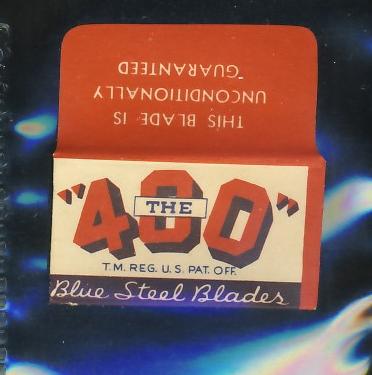 THIS BLADE IS
UNCONDITIONALLY
"GUARANTEED
"400"
THE
T.M. REG. U.S. PAT. OFF.
Blue Steel Blades